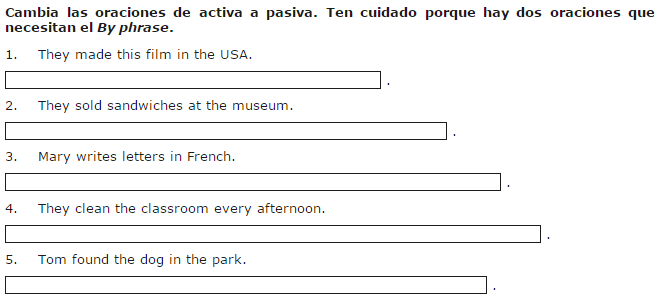 Cambia las oraciones de activa a pasiva. Ten cuidado porque hay dos oraciones que
necesitan el By phrase.
1. They made this film in the USA.
.
2. They sold sandwiches at the museum.
.
3. Mary writes letters in French.
.
4. They clean the classroom every afternoon.
.
5. Tom found the dog in the park.
.